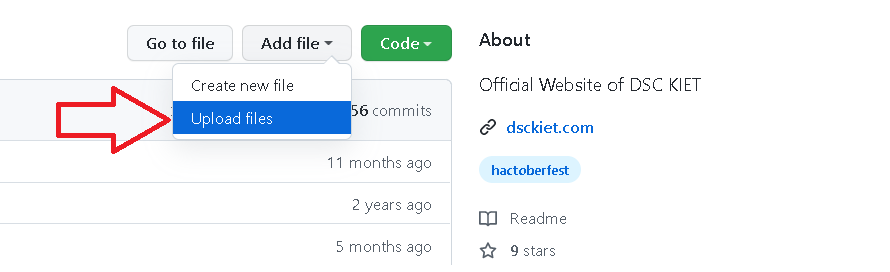 Go to file
Add file
Code
Create new file
Upload files
56 commits
11 months ago
2 years ago
5 months ago
About
Official Website of DSC KIET
dsckiet.com
hactoberfest
Readme
9 stars